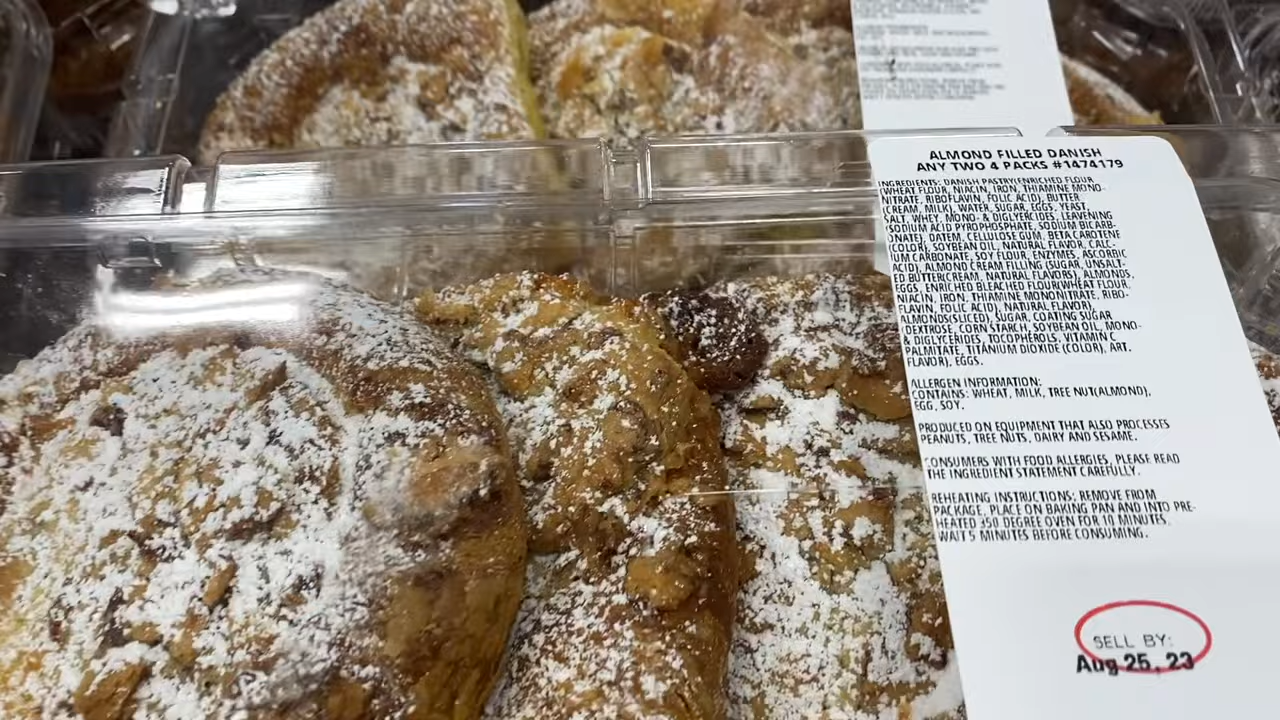 ALMOND FILLED DANISH
ANY TWO 4 PACKS #1474179
INGREDIENTS: DANISH PASTRY(ENRICHED FLOUR
(WHEAT FLOUR, NIACIN, IRON, THIAMINE MONO-
NITRATE, RIBOFLAVIN, FOLIC ACID), BUTTER
(CREAM, MILK), WATER, SUGAR, EGGS, YEAST,
SALT, WHEY, MONO- & DIGLYERCIDES, LEAVENING
(SODIUM ACID PYROPHOSPHATE, SODIUM BICARB-
ONATE), DATEM, CELLULOSE GUM, BETA CAROTENE
(COLOR), SOYBEAN OIL, NATURAL FLAVOR, CALC-
IUM CARBONATE, SOY FLOUR, ENZYMES, ASCORBIC
ACID), ALMOND CREAM FILLING (SUGAR, UNSALT-
ED BUTTER(CREAM, NATURAL FLAVORS), ALMONDS,
EGGS, ENRICHED BLEACHED FLOUR(WHEAT FLOUR,
NIACIN, IRON, THIAMINE MONONITRATE, RIBO-
FLAVIN, FOLIC ACID), NATURAL FLAVOR),
ALMONDS(SLICED), SUGAR, COATING SUGAR
(DEXTROSE, CORN STARCH, SOYBEAN OIL, MONO-
& DIGLYCERIDES, TOCOPHEROLS, VITAMIN C
PALMITATE, TITANIUM DIOXIDE (COLOR), ART.
FLAVOR), EGGS.
ALLERGEN INFORMATION:
CONTAINS: WHEAT, MILK, TREE NUT(ALMOND),
EGG, SOY.
PRODUCED ON EQUIPMENT THAT ALSO PROCESSES
PEANUTS, TREE NUTS, DAIRY AND SESAME.
CONSUMERS WITH FOOD ALLERGIES, PLEASE READ
THE INGREDIENT STATEMENT CAREFULLY.
REHEATING INSTRUCTIONS: REMOVE FROM
PACKAGE, PLACE ON BAKING PAN AND INTO PRE-
HEATED 350 DEGREE OVEN FOR 10 MINUTES.
WAIT 5 MINUTES BEFORE CONSUMING.
SELL BY:
Aug 25, 23